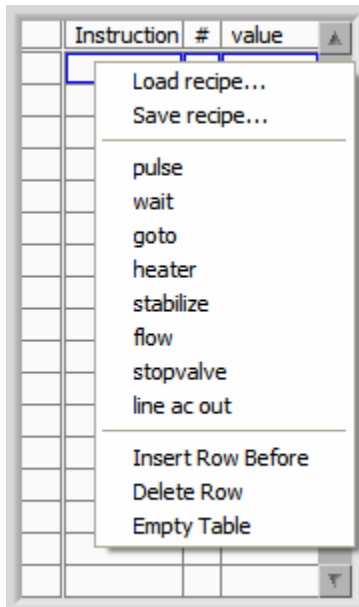 Instruction # value
Load recipe...
Save recipe...
pulse
wait
goto
heater
stabilize
flow
stopvalve
line ac out
Insert Row Before
Delete Row
Empty Table